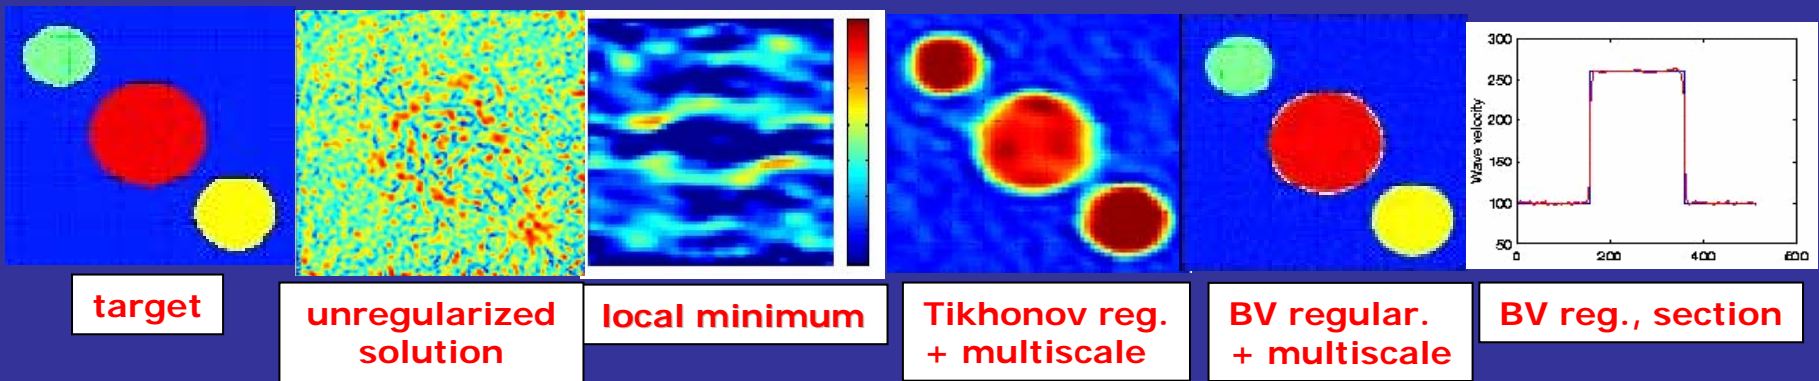 300
250
200
150
100
50
Wave velocity
0
200
400
600
target
unregularized
solution
local minimum
Tikhonov reg.
+ multiscale
BV regular.
+ multiscale
BV reg., section